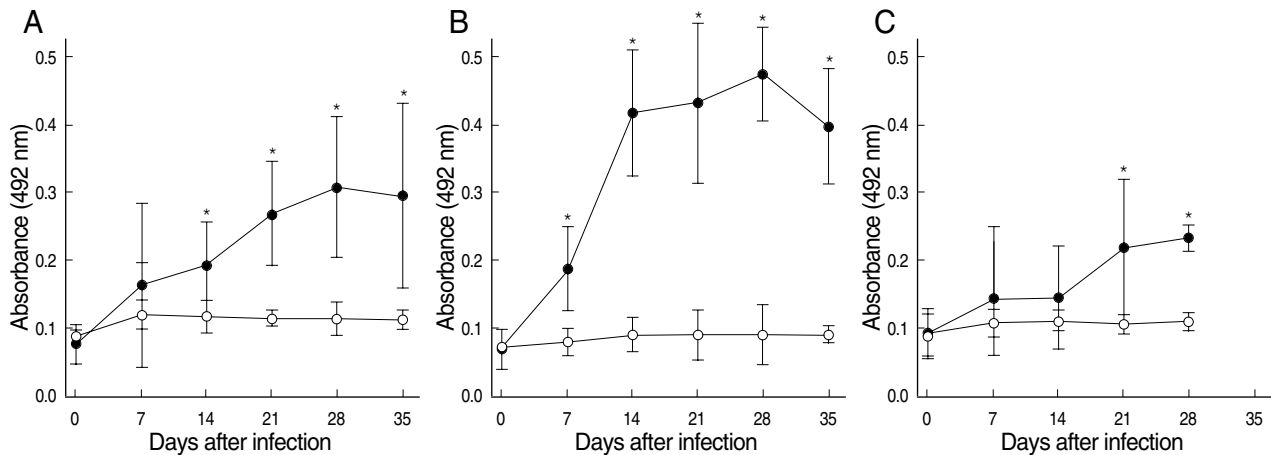 A
Absorbance (492 nm)
0.5
0.4
0.3
0.2
0.1
0.0
* * * *
0 7 14 21 28 35
Days after infection
B
Absorbance (492 nm)
0.5
0.4
0.3
0.2
0.1
0.0
* * * * *
0 7 14 21 28 35
Days after infection
C
Absorbance (492 nm)
0.5
0.4
0.3
0.2
0.1
0.0
* *
0 7 14 21 28 35
Days after infection